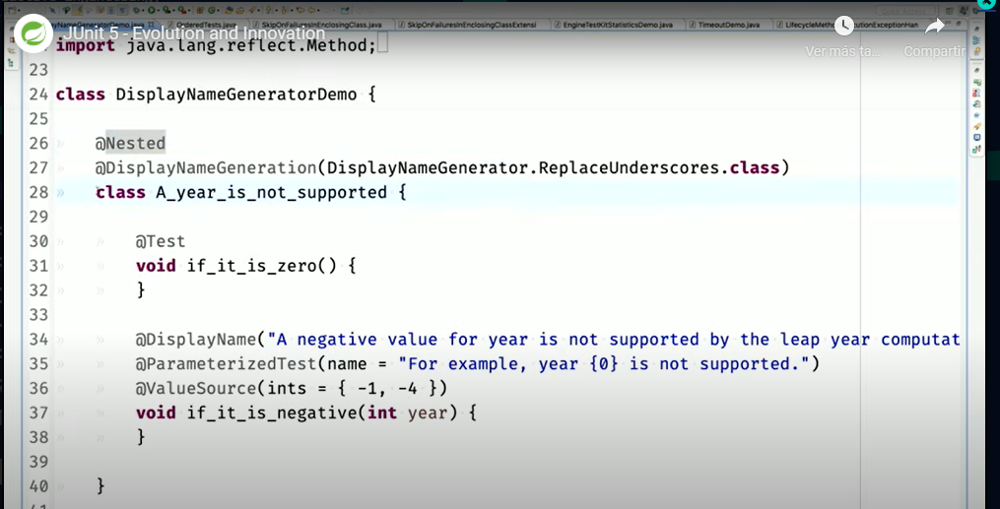 DisplayNameGeneratorDemo.java OrderedTests.java SkipOnFailuresInEnclosingClass.java SkipOnFailuresInEnclosingClassExtensi EngineTestKitStatisticsDemo.java TimeoutDemo.java LifecycleMetho utionExceptionHan
JUnit 5 - Evolution and Innovation
Ver más ta... Compartir
import java.lang.reflect.Method;
23
24 class DisplayNameGeneratorDemo {
25
26 @Nested
27 @DisplayNameGeneration(DisplayNameGenerator.ReplaceUnderscores.class)
28 class A_year_is_not_supported {
29
30 @Test
31 void if_it_is_zero() {
32 }
33
34 @DisplayName("A negative value for year is not supported by the leap year computat
35 @ParameterizedTest(name = "For example, year {0} is not supported.")
36 @ValueSource(ints = { -1, -4 })
37 void if_it_is_negative(int year) {
38 }
39
40 }
41